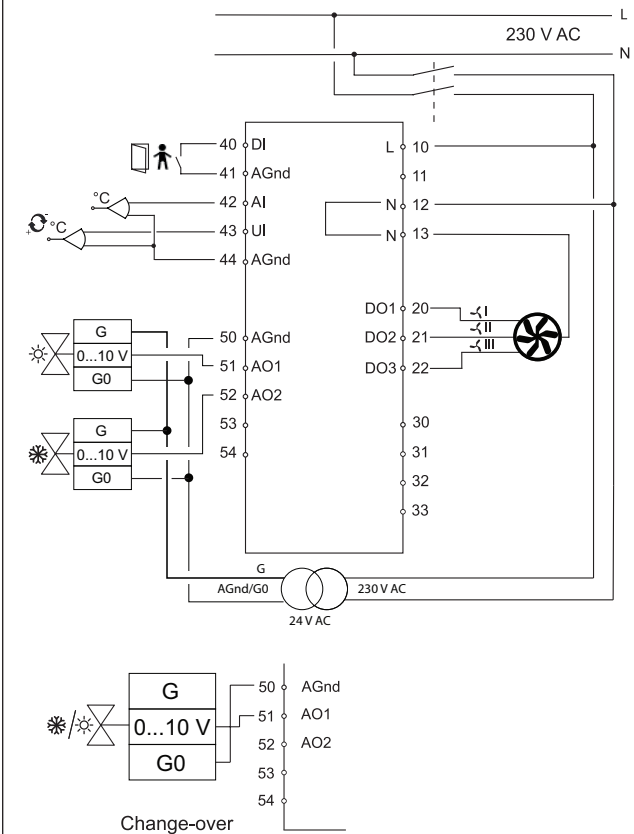 L
230 V AC
N
40 DI
41 AGnd
°C 42 AI
°C 43 UI
44 AGnd
L 10
11
N 12
N 13
DO1 20 I
DO2 21 II
DO3 22 III
G
0...10 V
G0
50 AGnd
51 AO1
52 AO2
53
54
G
0...10 V
G0
30
31
32
33
G
AGnd/G0
230 V AC
24 V AC
G
0...10 V
G0
50 AGnd
51 AO1
52 AO2
53
54
Change-over